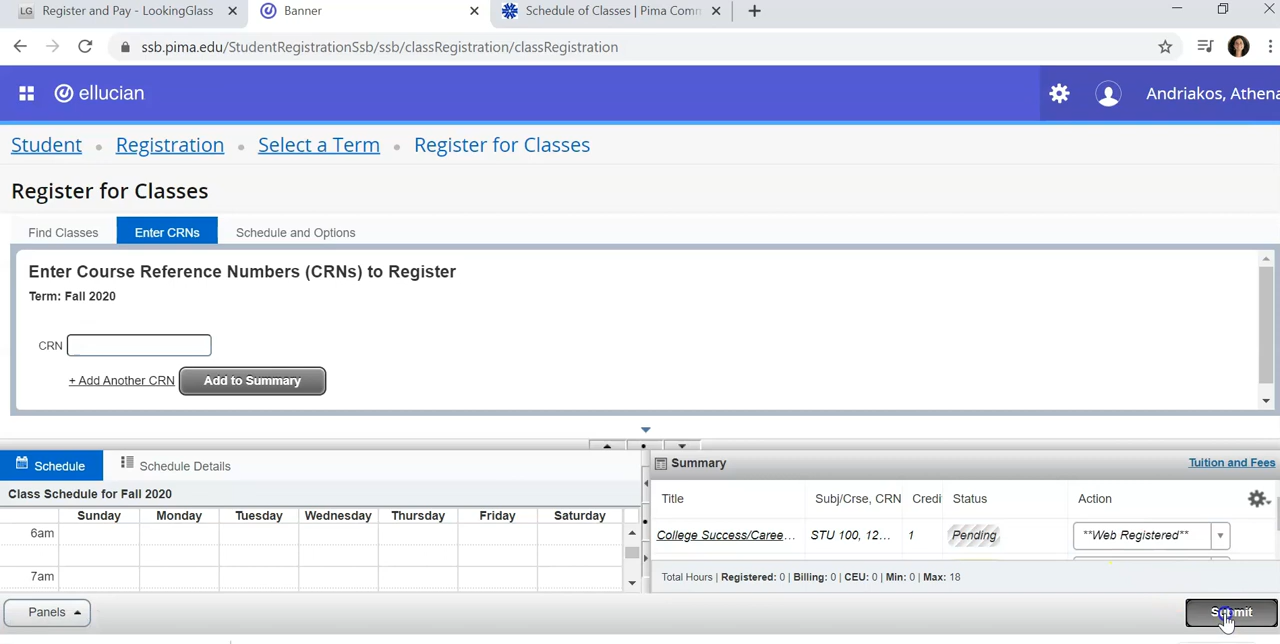 LG Register and Pay - LookingGlass
Banner
Schedule of Classes | Pima Comm
ssb.pima.edu/StudentRegistrationSsb/ssb/classRegistration/classRegistration
ellucian
Andriakos, Athena
Student • Registration • Select a Term • Register for Classes
Register for Classes
Find Classes
Enter CRNs
Schedule and Options
Enter Course Reference Numbers (CRNs) to Register
Term: Fall 2020
CRN
+ Add Another CRN
Add to Summary
Schedule
Schedule Details
Class Schedule for Fall 2020
Sunday Monday Tuesday Wednesday Thursday Friday Saturday
6am
7am
Summary
Tuition and Fees
Title Subj/Crse, CRN Credi Status Action
College Success/Caree... STU 100, 12... 1 Pending **Web Registered**
Total Hours | Registered: 0 | Billing: 0 | CEU: 0 | Min: 0 | Max: 18
Panels
Submit